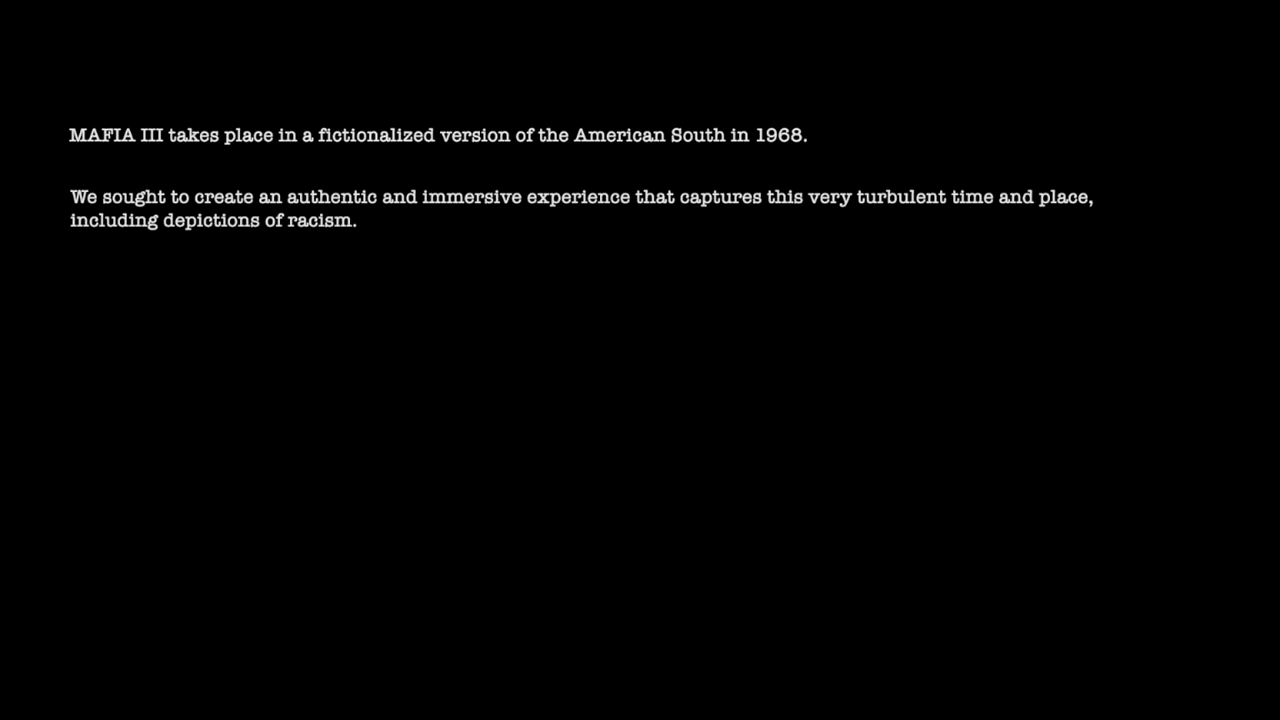 MAFIA III takes place in a fictionalized version of the American South in 1968.
We sought to create an authentic and immersive experience that captures this very turbulent time and place,
including depictions of racism.